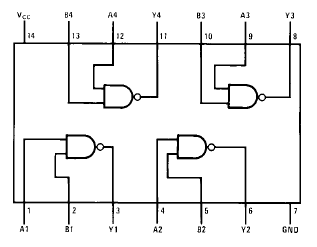 VCC B4 A4 Y4 B3 A3 Y3
14 13 12 11 10 9 8
1 2 3 4 5 6 7
A1 B1 Y1 A2 B2 Y2 GND